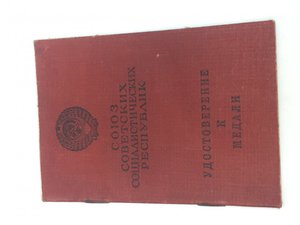 СОЮЗ
СОВЕТСКИХ
СОЦИАЛИСТИЧЕСКИХ
РЕСПУБЛИК
УДОСТОВЕРЕНИЕ
К
МЕДАЛИ